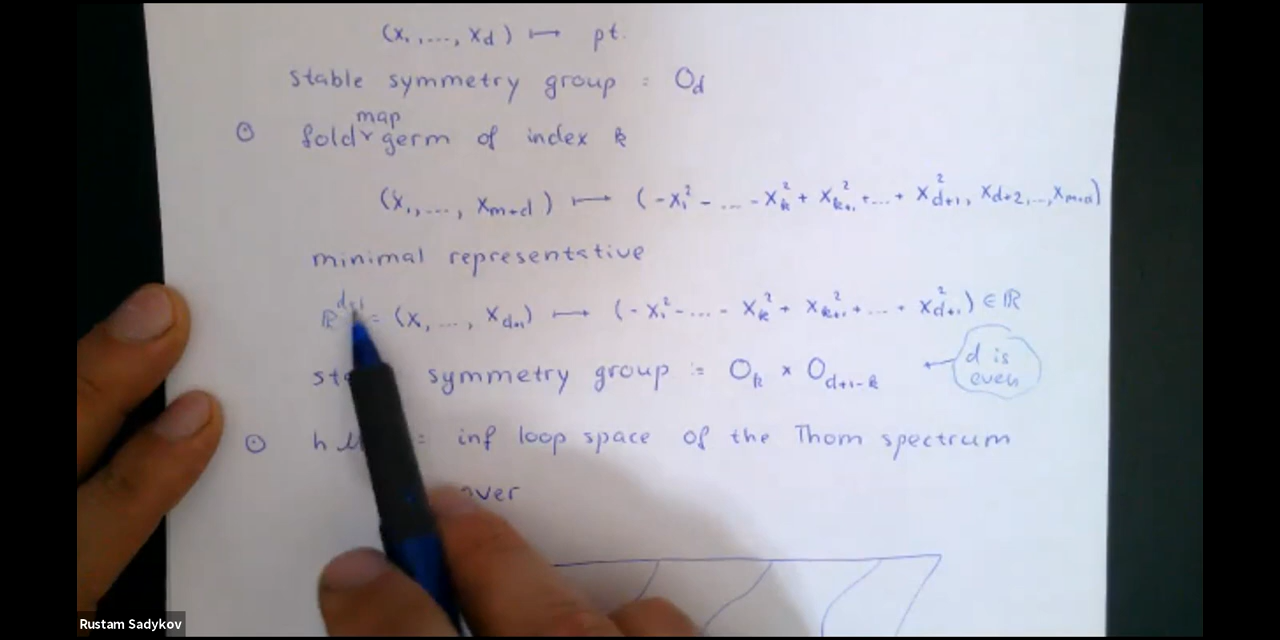 (x₁, ..., x_d) ↦ pt.
stable symmetry group = O_d
⊙ fold map germ of index k
(x₁, ..., x_{m+d}) ↦ (-x₁² - ... - x_k² + x_{k+1}² + ... + x_{d+1}², x_{d+2}, ..., x_{m+d})
minimal representative
ℝ^{d+1} = (x, ..., x_{d+1}) ↦ (-x₁² - ... - x_k² + x_{k+1}² + ... + x_{d+1}²) ∈ ℝ
symmetry group := O_k × O_{d+1-k} ← d is even
⊙ = inf loop space of the Thom spectrum
over
Rustam Sadykov